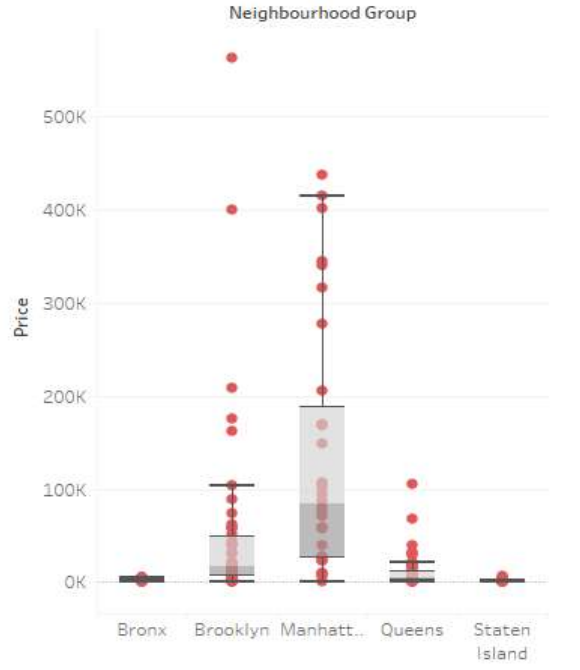 Neighbourhood Group
500K
400K
300K
200K
100K
0K
Price
Bronx
Brooklyn
Manhatt..
Queens
Staten
Island